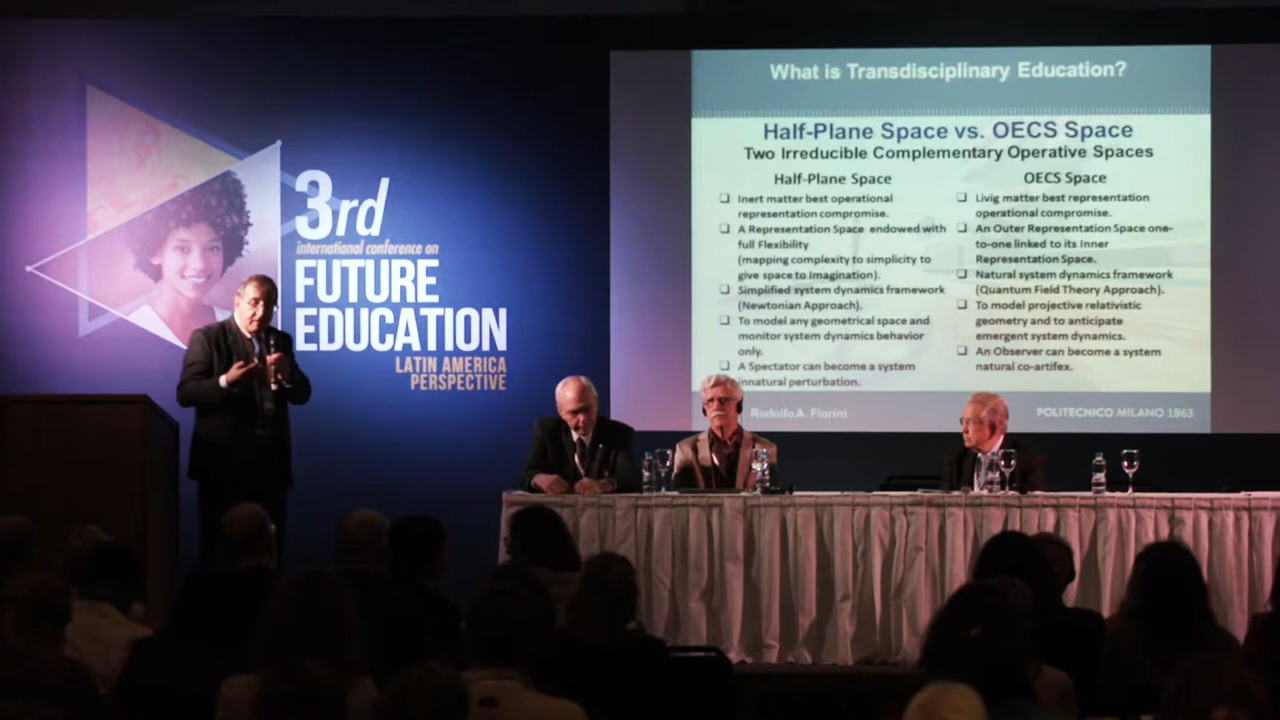 3rd
international conference on
FUTURE
EDUCATION
LATIN AMERICA
PERSPECTIVE
What is Transdisciplinary Education?
Half-Plane Space vs. OECS Space
Two Irreducible Complementary Operative Spaces
Half-Plane Space
❑ Inert matter best operational
representation compromise.
❑ A Representation Space endowed with
full Flexibility
(mapping complexity to simplicity to
give space to Imagination).
❑ Simplified system dynamics framework
(Newtonian Approach).
❑ To model any geometrical space and
monitor system dynamics behavior
only.
❑ A Spectator can become a system
innatural perturbation.
OECS Space
❑ Livig matter best representation
operational compromise.
❑ An Outer Representation Space one-
to-one linked to its Inner
Representation Space.
❑ Natural system dynamics framework
(Quantum Field Theory Approach).
❑ To model projective relativistic
geometry and to anticipate
emergent system dynamics.
❑ An Observer can become a system
natural co-artifex.
Rodolfo A. Fiorini
POLITECNICO MILANO 1863